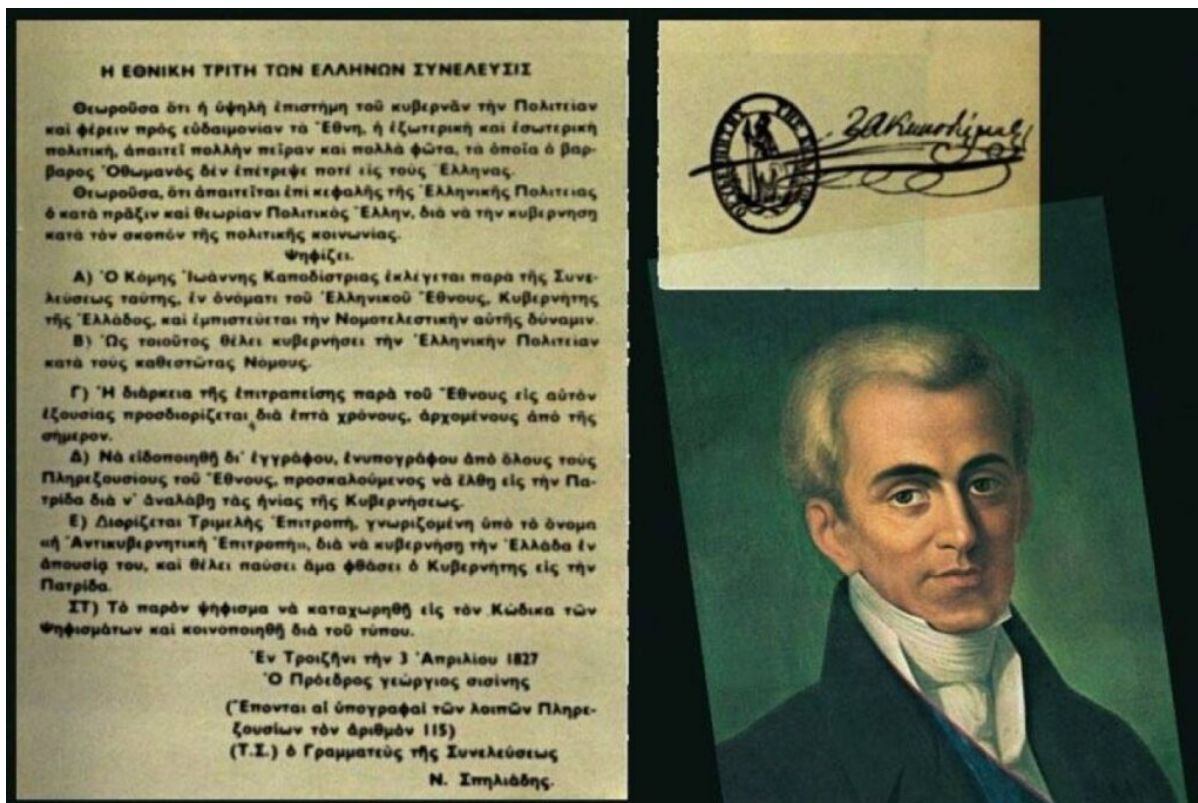 Η ΕΘΝΙΚΗ ΤΡΙΤΗ ΤΩΝ ΕΛΛΗΝΩΝ ΣΥΝΕΛΕΥΣΙΣ
Θεωροῦσα ὅτι ἡ ὑψηλὴ ἐπιστήμη τοῦ κυβερνᾶν τὴν Πολιτείαν
καὶ φέρειν πρὸς εὐδαιμονίαν τὰ Ἔθνη, ἡ ἐξωτερικὴ καὶ ἐσωτερικὴ
πολιτική, ἀπαιτεῖ πολλὴν πεῖραν καὶ πολλὰ φῶτα, τὰ ὁποῖα ὁ βάρ-
βαρος Ὀθωμανὸς δὲν ἐπέτρεψε ποτὲ εἰς τοὺς Ἕλληνας.
Θεωροῦσα, ὅτι ἀπαιτεῖται ἐπὶ κεφαλῆς τῆς Ἑλληνικῆς Πολιτείας
ὁ κατὰ πρᾶξιν καὶ θεωρίαν Πολιτικὸς Ἕλλην, διὰ νὰ τὴν κυβερνηση
κατὰ τὸν σκοπὸν τῆς πολιτικῆς κοινωνίας.
Ψηφίζει.
Α) Ὁ Κόμης Ἰωάννης Καποδίστριας ἐκλέγεται παρὰ τῆς Συνε-
λεύσεως ταύτης, ἐν ὀνόματι τοῦ Ἑλληνικοῦ Ἔθνους, Κυβερνήτης
τῆς Ἑλλάδος, καὶ ἐμπιστεύεται τὴν Νομοτελεστικὴν αὐτῆς δύναμιν.
Β) Ὡς τοιοῦτος θέλει κυβερνήσει τὴν Ἑλληνικὴν Πολιτείαν
κατὰ τοὺς καθεστῶτας Νόμους.
Γ) Ἡ διάρκεια τῆς ἐπιτραπείσης παρὰ τοῦ Ἔθνους εἰς αὐτὸν
ἐξουσίας προσδιορίζεται διὰ ἑπτὰ χρόνους, ἀρχομένους ἀπὸ τῆς
σήμερον.
Δ) Νὰ εἰδοποιηθῇ δι' ἐγγράφου, ἐνυπογράφου ἀπὸ ὅλους τοὺς
Πληρεξουσίους τοῦ Ἔθνους, προσκαλούμενος νὰ ἔλθῃ εἰς τὴν Πα-
τρίδα διὰ ν' ἀναλάβῃ τὰς ἡνίας τῆς Κυβερνήσεως.
Ε) Διορίζεται Τριμελὴς Ἐπιτροπή, γνωριζομένη ὑπὸ τὸ ὄνομα
«ἡ Ἀντικυβερνητικὴ Ἐπιτροπή», διὰ νὰ κυβερνήσῃ τὴν Ἑλλάδα ἐν
ἀπουσίᾳ του, καὶ θέλει παύσει ἅμα φθάσει ὁ Κυβερνήτης εἰς τὴν
Πατρίδα.
ΣΤ) Τὸ παρὸν ψήφισμα νὰ καταχωρηθῇ εἰς τὸν Κώδικα τῶν
Ψηφισμάτων καὶ κοινοποιηθῇ διὰ τοῦ τύπου.
Ἐν Τροιζῆνι τὴν 3 Ἀπριλίου 1827
Ὁ Πρόεδρος γεώργιος σισίνης
(Ἕπονται αἱ ὑπογραφαὶ τῶν λοιπῶν Πληρε-
ξουσίων τὸν ἀριθμὸν 115)
(Τ.Σ.) ὁ Γραμματεὺς τῆς Συνελεύσεως
Ν. Σπηλιάδης.